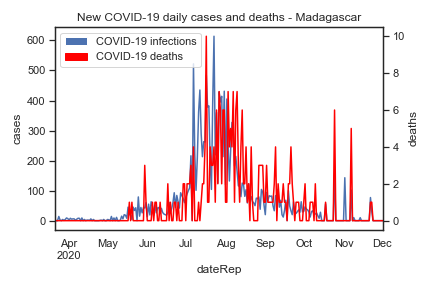 New COVID-19 daily cases and deaths - Madagascar
COVID-19 infections
COVID-19 deaths
600
500
400
300
200
100
0
cases
10
8
6
4
2
0
deaths
Apr May Jun Jul Aug Sep Oct Nov Dec
2020
dateRep